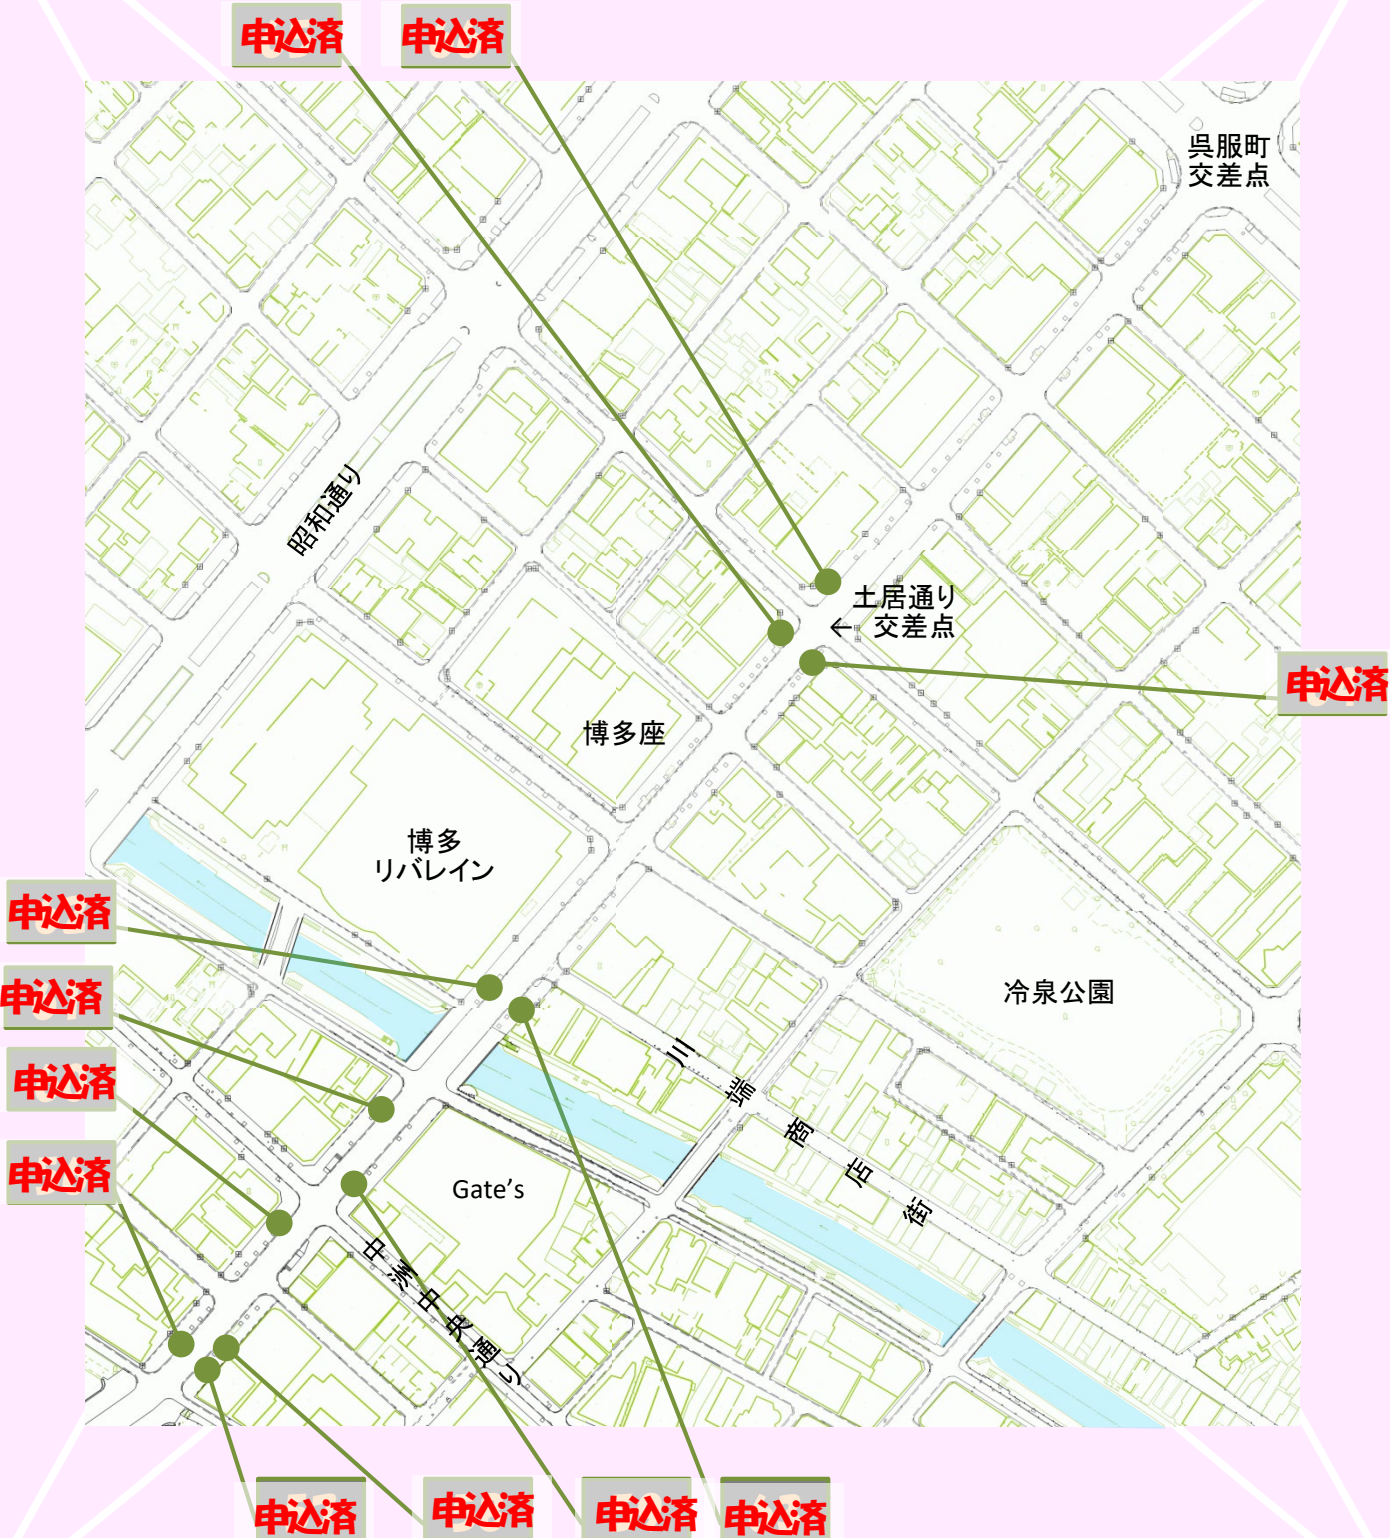 申込済
申込済
呉服町
交差点
昭和通り
土居通り
← 交差点
申込済
博多座
博多
リバレイン
申込済
冷泉公園
申込済
川端商店街
申込済
申込済
Gate's
中洲中央通り
申込済
申込済
申込済
申込済